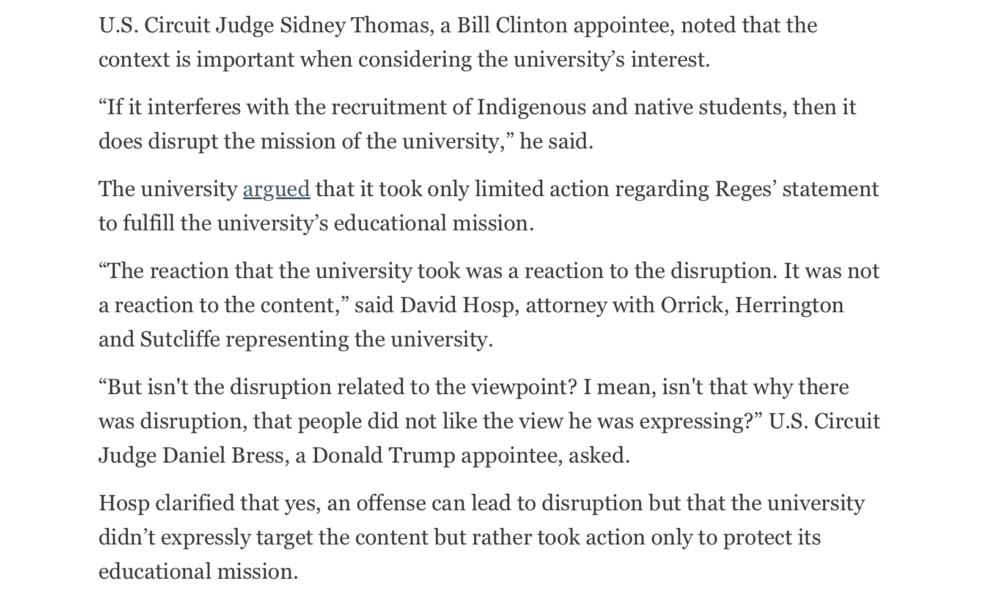 U.S. Circuit Judge Sidney Thomas, a Bill Clinton appointee, noted that the
context is important when considering the university’s interest.
“If it interferes with the recruitment of Indigenous and native students, then it
does disrupt the mission of the university,” he said.
The university argued that it took only limited action regarding Reges’ statement
to fulfill the university’s educational mission.
“The reaction that the university took was a reaction to the disruption. It was not
a reaction to the content,” said David Hosp, attorney with Orrick, Herrington
and Sutcliffe representing the university.
“But isn't the disruption related to the viewpoint? I mean, isn't that why there
was disruption, that people did not like the view he was expressing?” U.S. Circuit
Judge Daniel Bress, a Donald Trump appointee, asked.
Hosp clarified that yes, an offense can lead to disruption but that the university
didn’t expressly target the content but rather took action only to protect its
educational mission.